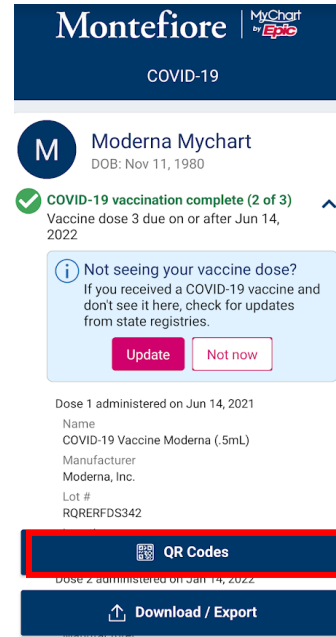 Montefiore MyChart
by Epic
COVID-19
M
Moderna Mychart
DOB: Nov 11, 1980
COVID-19 vaccination complete (2 of 3)
Vaccine dose 3 due on or after Jun 14,
2022
Not seeing your vaccine dose?
If you received a COVID-19 vaccine and
don't see it here, check for updates
from state registries.
Update Not now
Dose 1 administered on Jun 14, 2021
Name
COVID-19 Vaccine Moderna (.5mL)
Manufacturer
Moderna, Inc.
Lot #
RQRERFDS342
QR Codes
Dose 2 administered on Jan 14, 2022
Download / Export